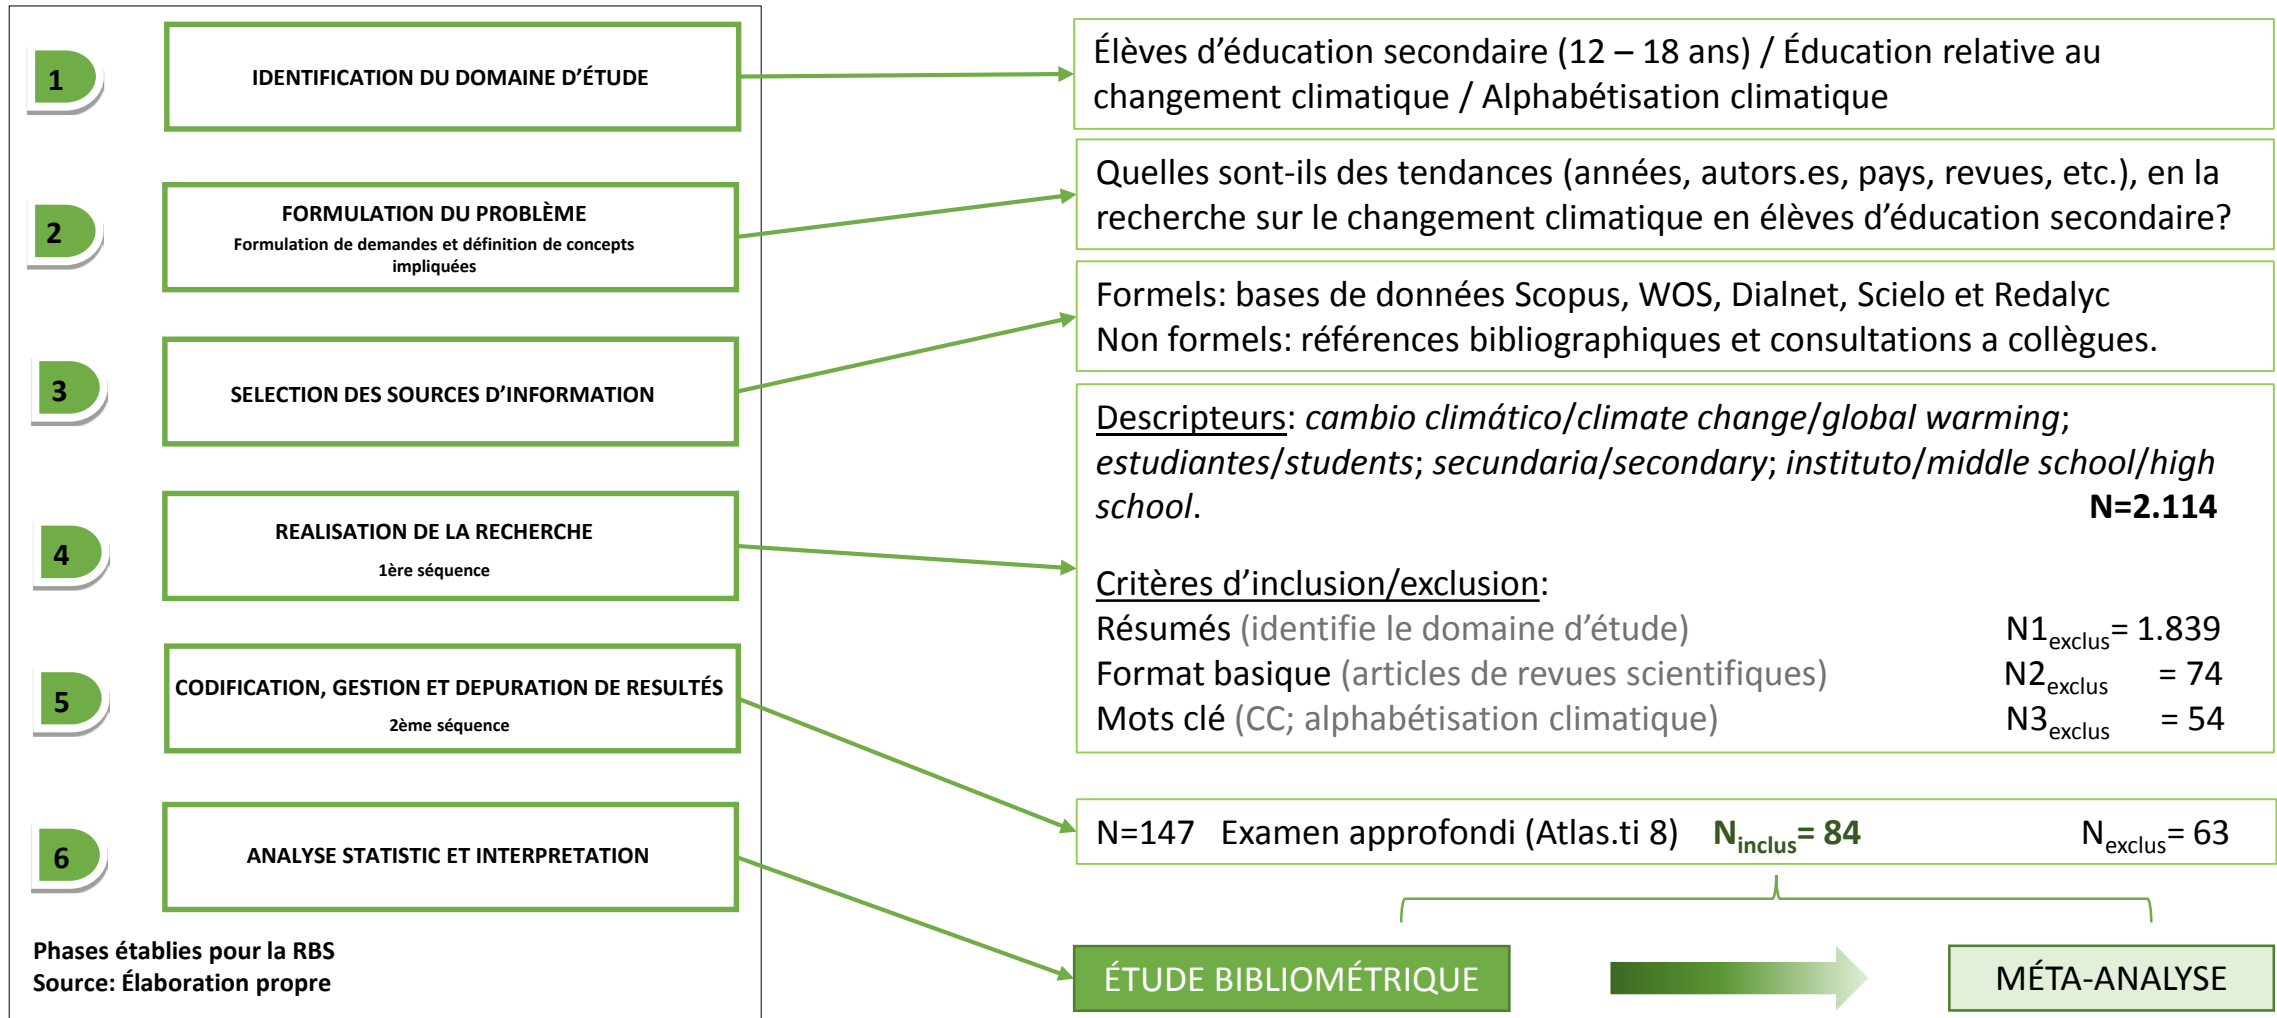 1
IDENTIFICATION DU DOMAINE D’ÉTUDE
2
FORMULATION DU PROBLÈME
Formulation de demandes et définition de concepts
impliquées
3
SELECTION DES SOURCES D’INFORMATION
4
REALISATION DE LA RECHERCHE
1ère séquence
5
CODIFICATION, GESTION ET DEPURATION DE RESULTÉS
2ème séquence
6
ANALYSE STATISTIC ET INTERPRETATION
Phases établies pour la RBS
Source: Élaboration propre
Élèves d’éducation secondaire (12 – 18 ans) / Éducation relative au
changement climatique / Alphabétisation climatique
Quelles sont-ils des tendances (années, autors.es, pays, revues, etc.), en la
recherche sur le changement climatique en élèves d’éducation secondaire?
Formels: bases de données Scopus, WOS, Dialnet, Scielo et Redalyc
Non formels: références bibliographiques et consultations a collègues.
Descripteurs: cambio climático/climate change/global warming;
estudiantes/students; secundaria/secondary; instituto/middle school/high
school. N=2.114
Critères d’inclusion/exclusion:
Résumés (identifie le domaine d’étude) N1exclus= 1.839
Format basique (articles de revues scientifiques) N2exclus = 74
Mots clé (CC; alphabétisation climatique) N3exclus = 54
N=147 Examen approfondi (Atlas.ti 8) Ninclus= 84 Nexclus= 63
ÉTUDE BIBLIOMÉTRIQUE
MÉTA-ANALYSE